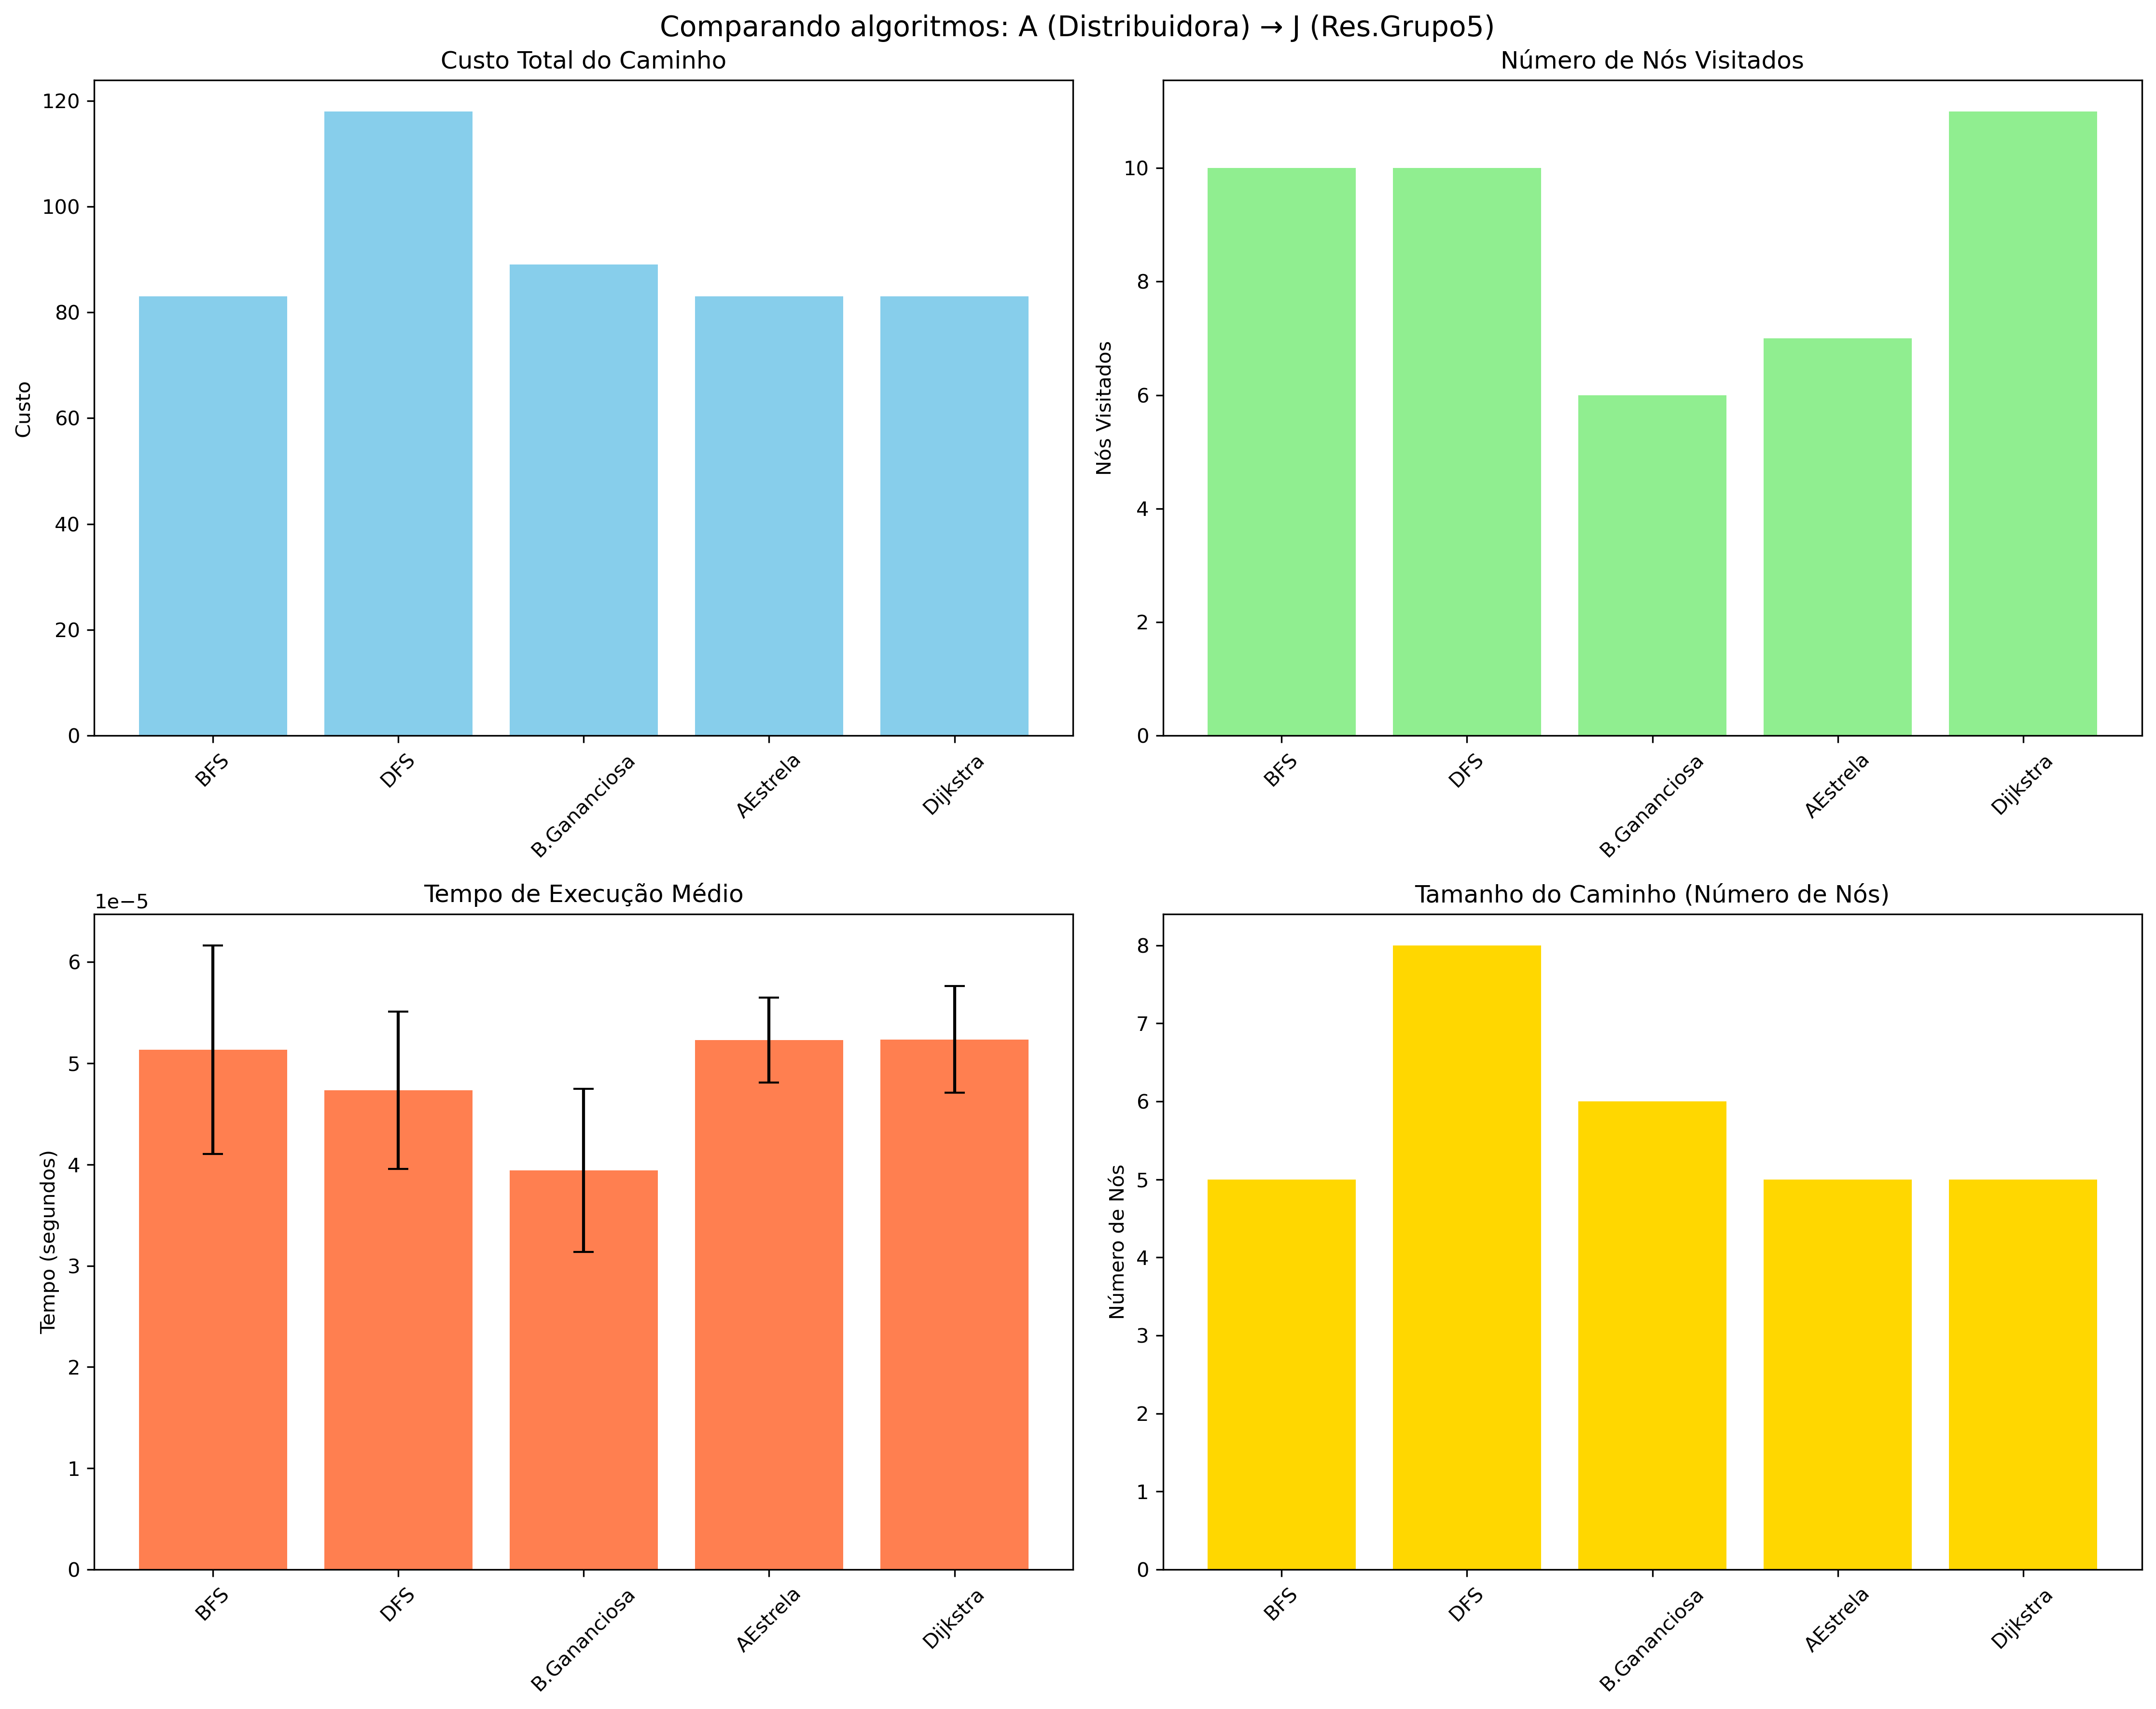 Comparando algoritmos: A (Distribuidora) → J (Res.Grupo5)
Custo Total do Caminho
120
100
80
60
40
20
0
Custo
BFS
DFS
B.Gananciosa
AEstrela
Dijkstra
Número de Nós Visitados
10
8
6
4
2
0
Nós Visitados
BFS
DFS
B.Gananciosa
AEstrela
Dijkstra
Tempo de Execução Médio
1e−5
6
5
4
3
2
1
0
Tempo (segundos)
BFS
DFS
B.Gananciosa
AEstrela
Dijkstra
Tamanho do Caminho (Número de Nós)
8
7
6
5
4
3
2
1
0
Número de Nós
BFS
DFS
B.Gananciosa
AEstrela
Dijkstra